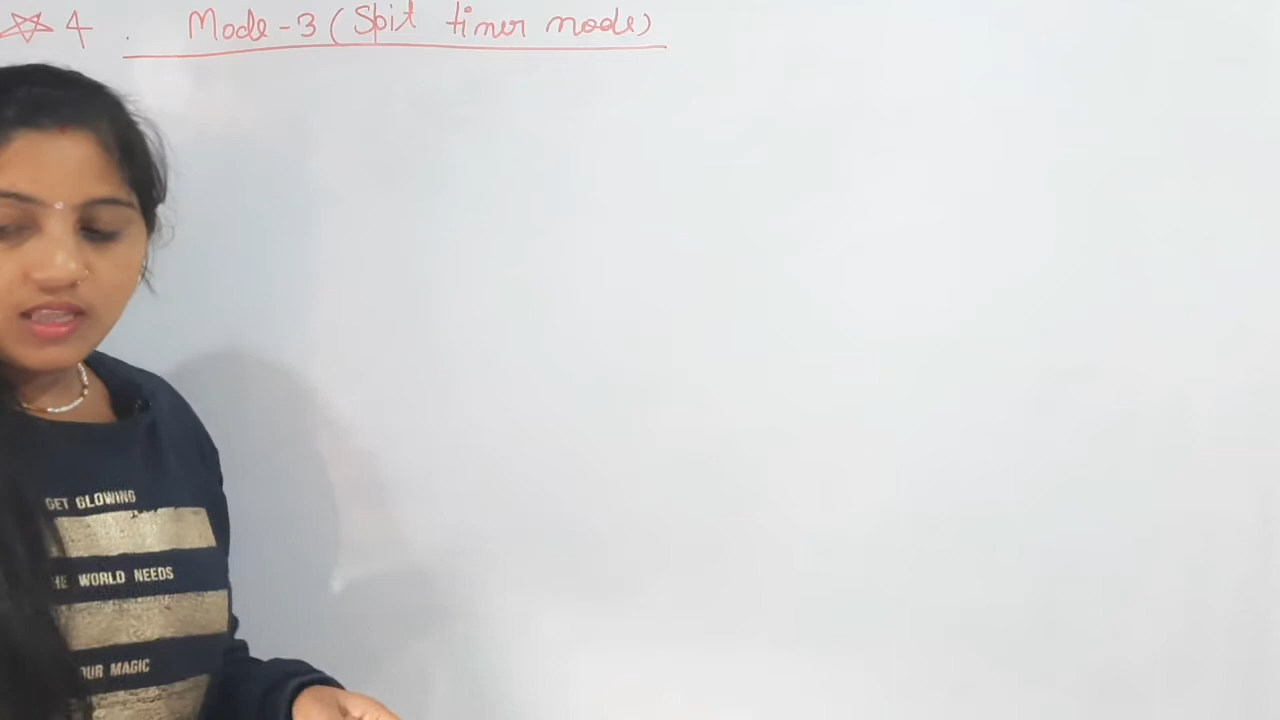 4. Mode-3 (Spit timer mode)
GET GLOWING
HE WORLD NEEDS
OUR MAGIC